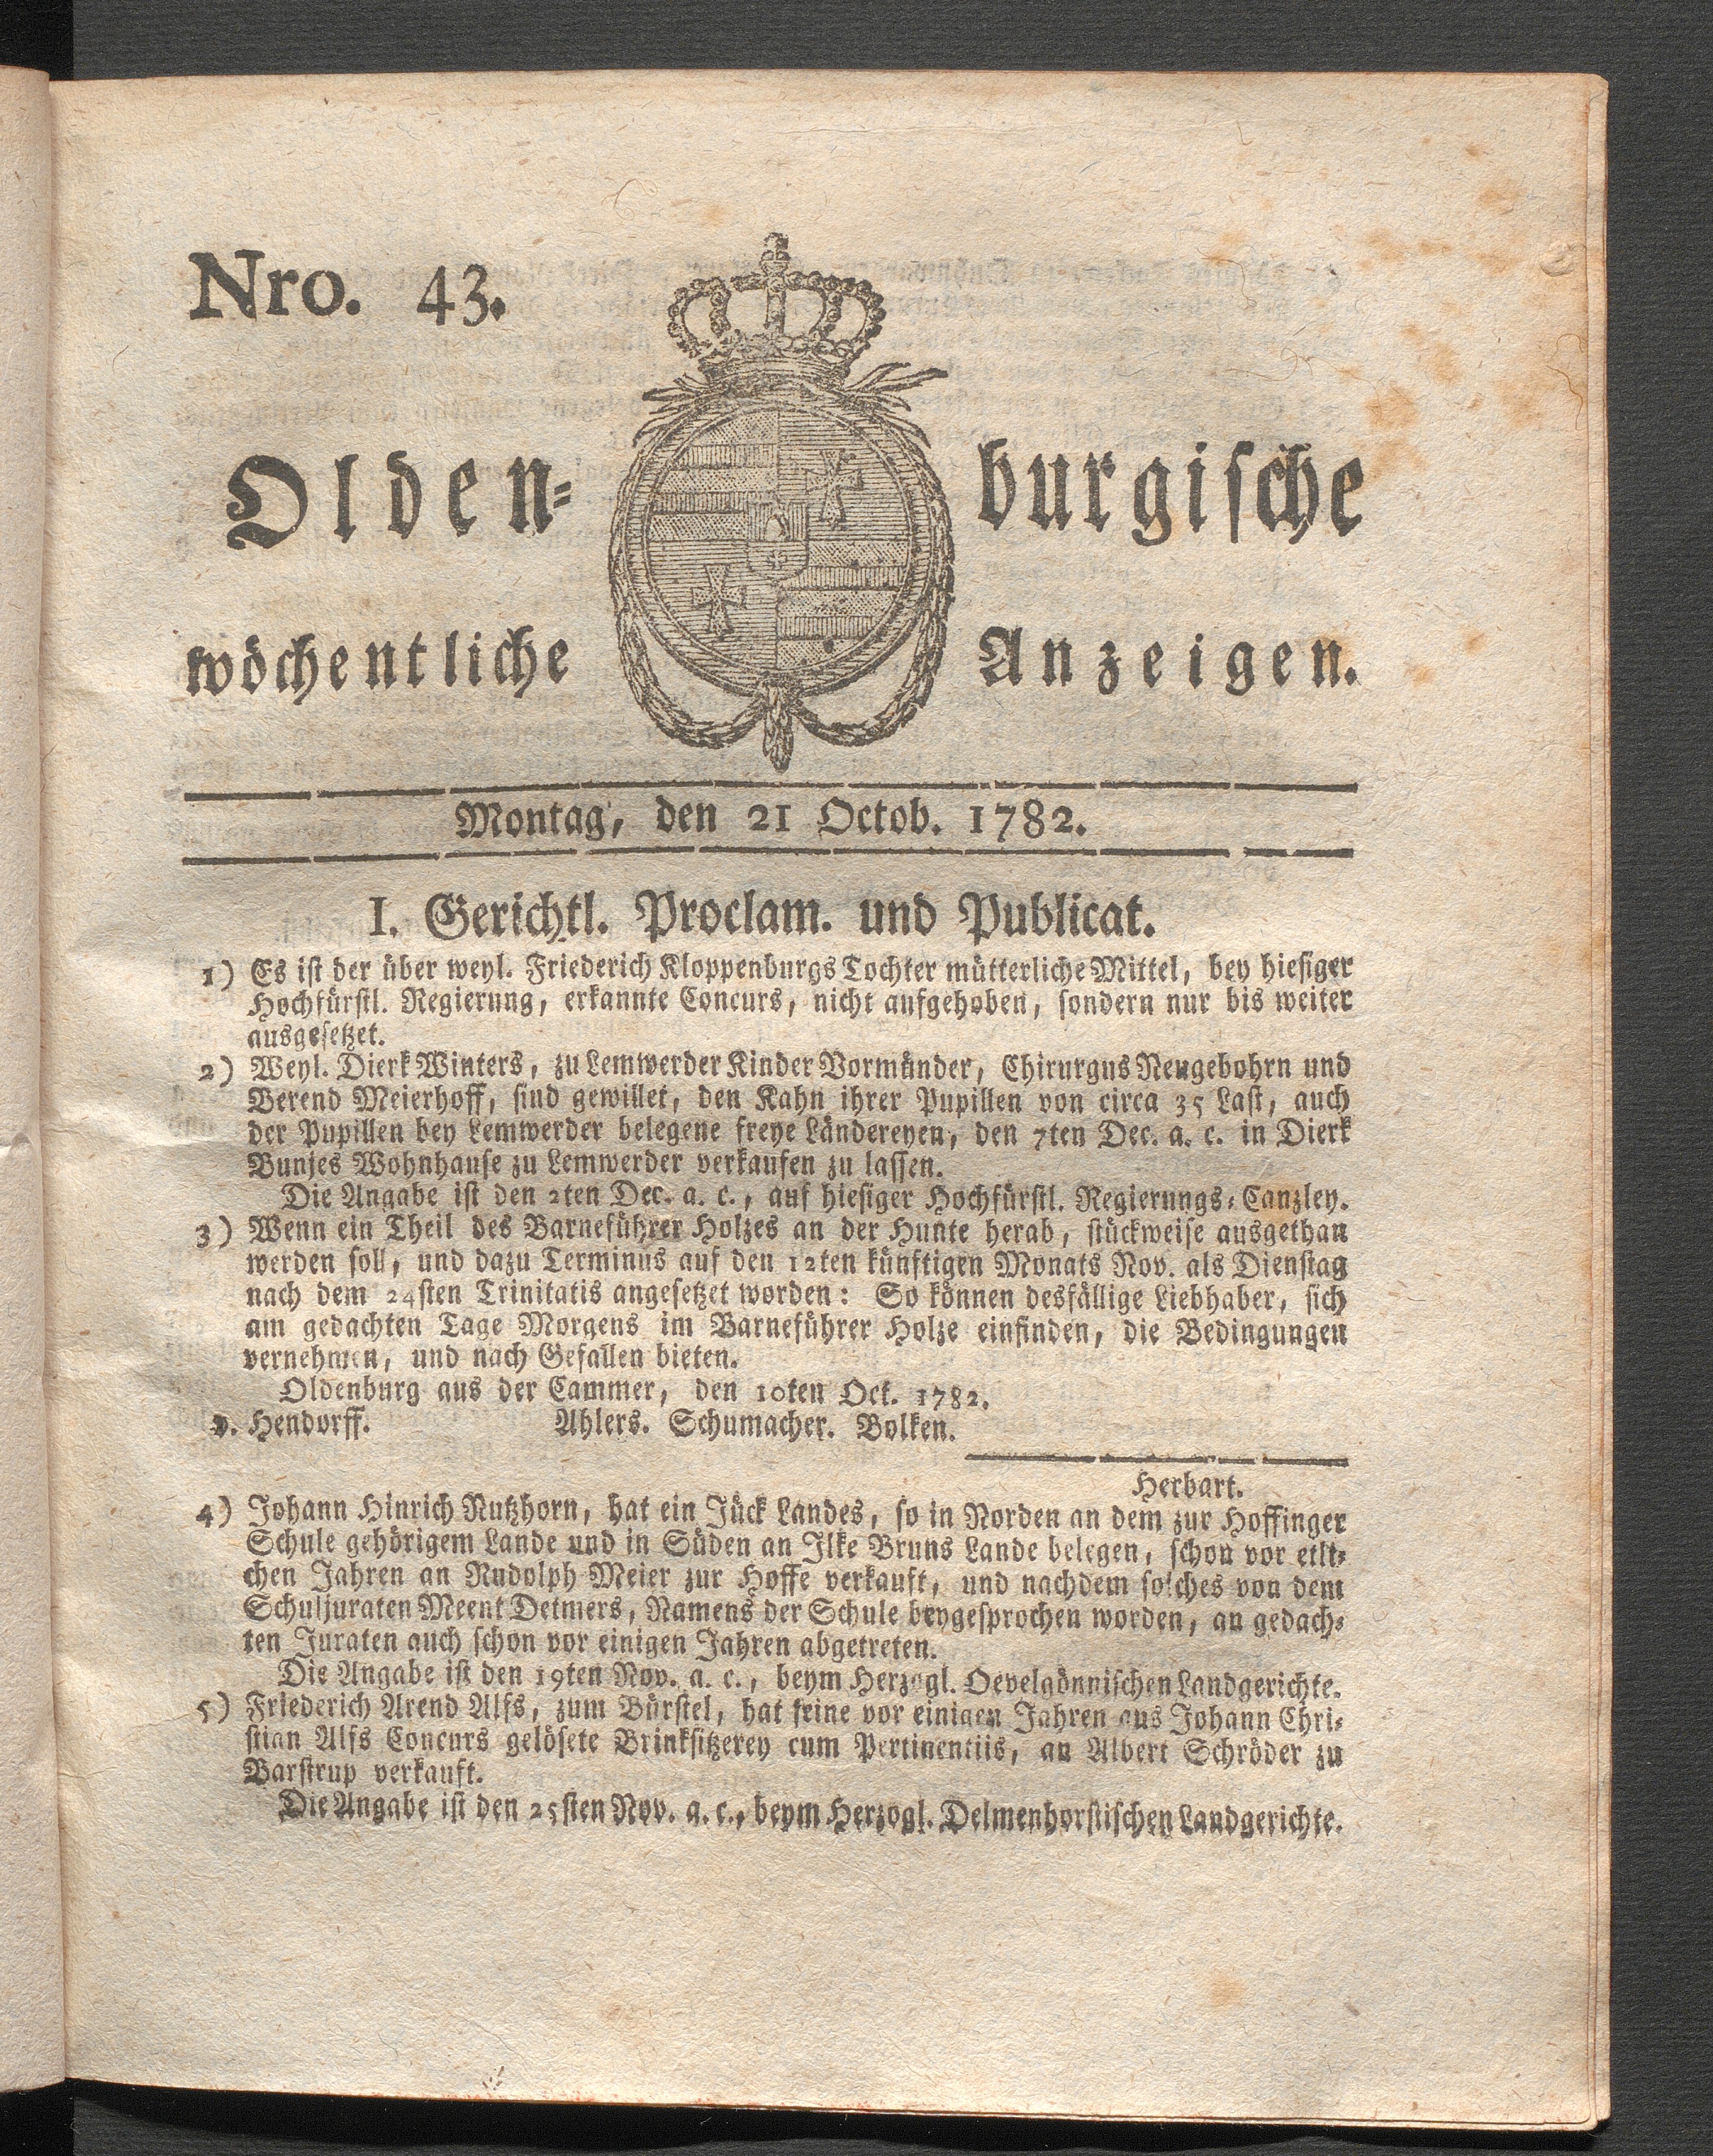 Nro. 43.
Olden-burgische
wöchentliche Anzeigen.
Montag, den 21 Octob. 1782.
I. Gerichtl. Proclam. und Publicat.
1) Es ist der über weyl. Friederich Kloppenburgs Tochter mütterliche Mittel, bey hiesiger
Hochfürstl. Regierung, erkannte Concurs, nicht aufgehoben, sondern nur bis weiter
ausgesetzet.
2) Weyl. Dierk Winters, zu Lemwerder Kinder Vormünder, Chirurgus Neugebohrn und
Berend Meierhoff, sind gewillet, den Kahn ihrer Pupillen von circa 35 Last, auch
der Pupillen bey Lemwerder belegene freye Ländereyen, den 7ten Dec. a. c. in Dierk
Bunjes Wohnhause zu Lemwerder verkaufen zu lassen.
Die Angabe ist den 2ten Dec. a. c., auf hiesiger Hochfürstl. Regierungs-Canzley.
3) Wenn ein Theil des Barneführer Holzes an der Hunte herab, stückweise ausgethan
werden soll, und dazu Terminus auf den 12ten künftigen Monats Nov. als Dienstag
nach dem 24sten Trinitatis angesetzet worden: So können desfällige Liebhaber, sich
am gedachten Tage Morgens im Barneführer Holze einfinden, die Bedingungen
vernehmen, und nach Gefallen bieten.
Oldenburg aus der Cammer, den 10ten Oct. 1782.
v. Hendorff. Ahlers. Schumacher. Bolken.
Herbart.
4) Johann Hinrich Nutzhorn, hat ein Jück Landes, so in Norden an dem zur Hoffinger
Schule gehörigem Lande und in Süden an Ilke Bruns Lande belegen, schon vor etli-
chen Jahren an Rudolph Meier zur Hoffe verkauft, und nachdem solches von dem
Schuljuraten Meent Detmers, Namens der Schule beygesprochen worden, an gedach-
ten Juraten auch schon vor einigen Jahren abgetreten.
Die Angabe ist den 19ten Nov. a. c., beym Herzogl. Oevelgönnischen Landgerichte.
5) Friederich Arend Alfs, zum Bürstel, hat seine vor einigen Jahren aus Johann Chri-
stian Alfs Concurs gelösete Brinksitzerey cum Pertinentiis, an Albert Schröder zu
Barstrup verkauft.
Die Angabe ist den 25sten Nov. a. c., beym Herzogl. Delmenhorstischen Landgerichte.